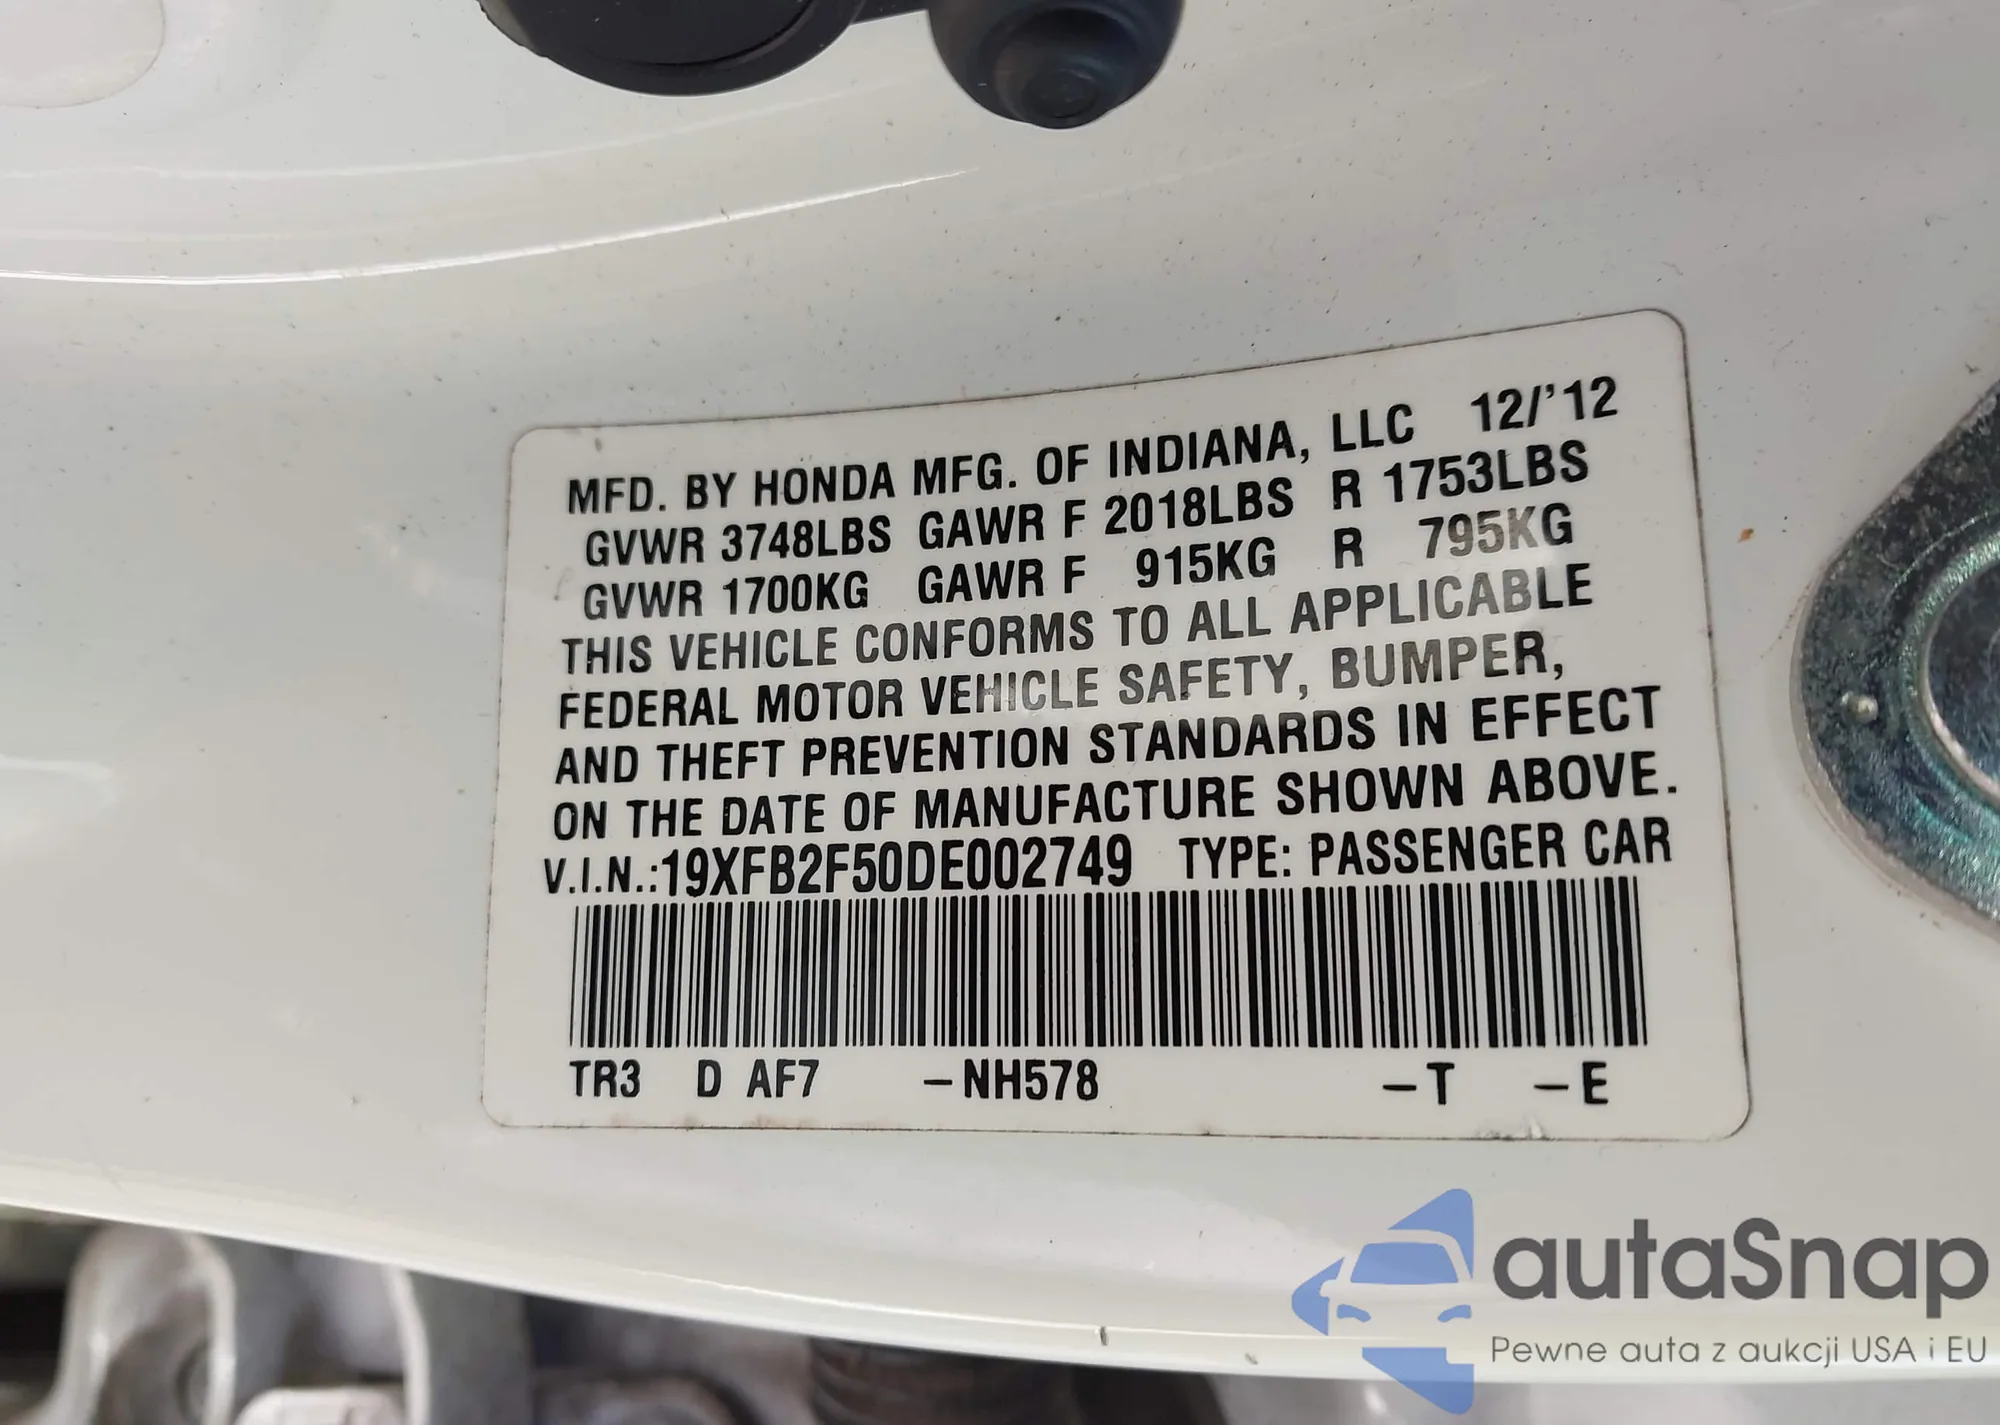 MFD. BY HONDA MFG. OF INDIANA, LLC 12/'12
GVWR 3748LBS GAWR F 2018LBS R 1753LBS
GVWR 1700KG GAWR F 915KG R 795KG
THIS VEHICLE CONFORMS TO ALL APPLICABLE
FEDERAL MOTOR VEHICLE SAFETY, BUMPER,
AND THEFT PREVENTION STANDARDS IN EFFECT
ON THE DATE OF MANUFACTURE SHOWN ABOVE.
V.I.N.:19XFB2F50DE002749 TYPE: PASSENGER CAR
TR3 D AF7 –NH578 –T –E
autaSnap
Pewne auta z aukcji USA i EU